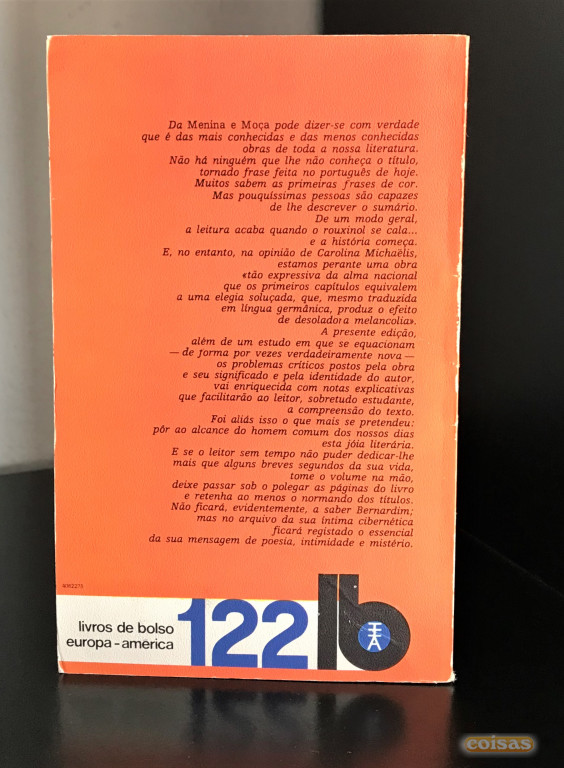 Da Menina e Moça pode dizer-se com verdade
que é das mais conhecidas e das menos conhecidas
obras de toda a nossa literatura.
Não há ninguém que lhe não conheça o título,
tornado frase feita no português de hoje.
Muitos sabem as primeiras frases de cor.
Mas pouquíssimas pessoas são capazes
de lhe descrever o sumário.
De um modo geral,
a leitura acaba quando o rouxinol se cala...
e a história começa.
E, no entanto, na opinião de Carolina Michaëlis,
estamos perante uma obra
«tão expressiva da alma nacional
que os primeiros capítulos equivalem
a uma elegia soluçada, que, mesmo traduzida
em língua germânica, produz o efeito
de desoladora melancolia».
A presente edição,
além de um estudo em que se equacionam
— de forma por vezes verdadeiramente nova —
os problemas críticos postos pela obra
e seu significado e pela identidade do autor,
vai enriquecida com notas explicativas
que facilitarão ao leitor, sobretudo estudante,
a compreensão do texto.
Foi aliás isso o que mais se pretendeu:
pôr ao alcance do homem comum dos nossos dias
esta jóia literária.
E se o leitor sem tempo não puder dedicar-lhe
mais que alguns breves segundos da sua vida,
tome o volume na mão,
deixe passar sob o polegar as páginas do livro
e retenha ao menos o normando dos títulos.
Não ficará, evidentemente, a saber Bernardim;
mas no arquivo da sua íntima cibernética
ficará registado o essencial
da sua mensagem de poesia, intimidade e mistério.
livros de bolso
europa-américa
122
lb
EA
coisas